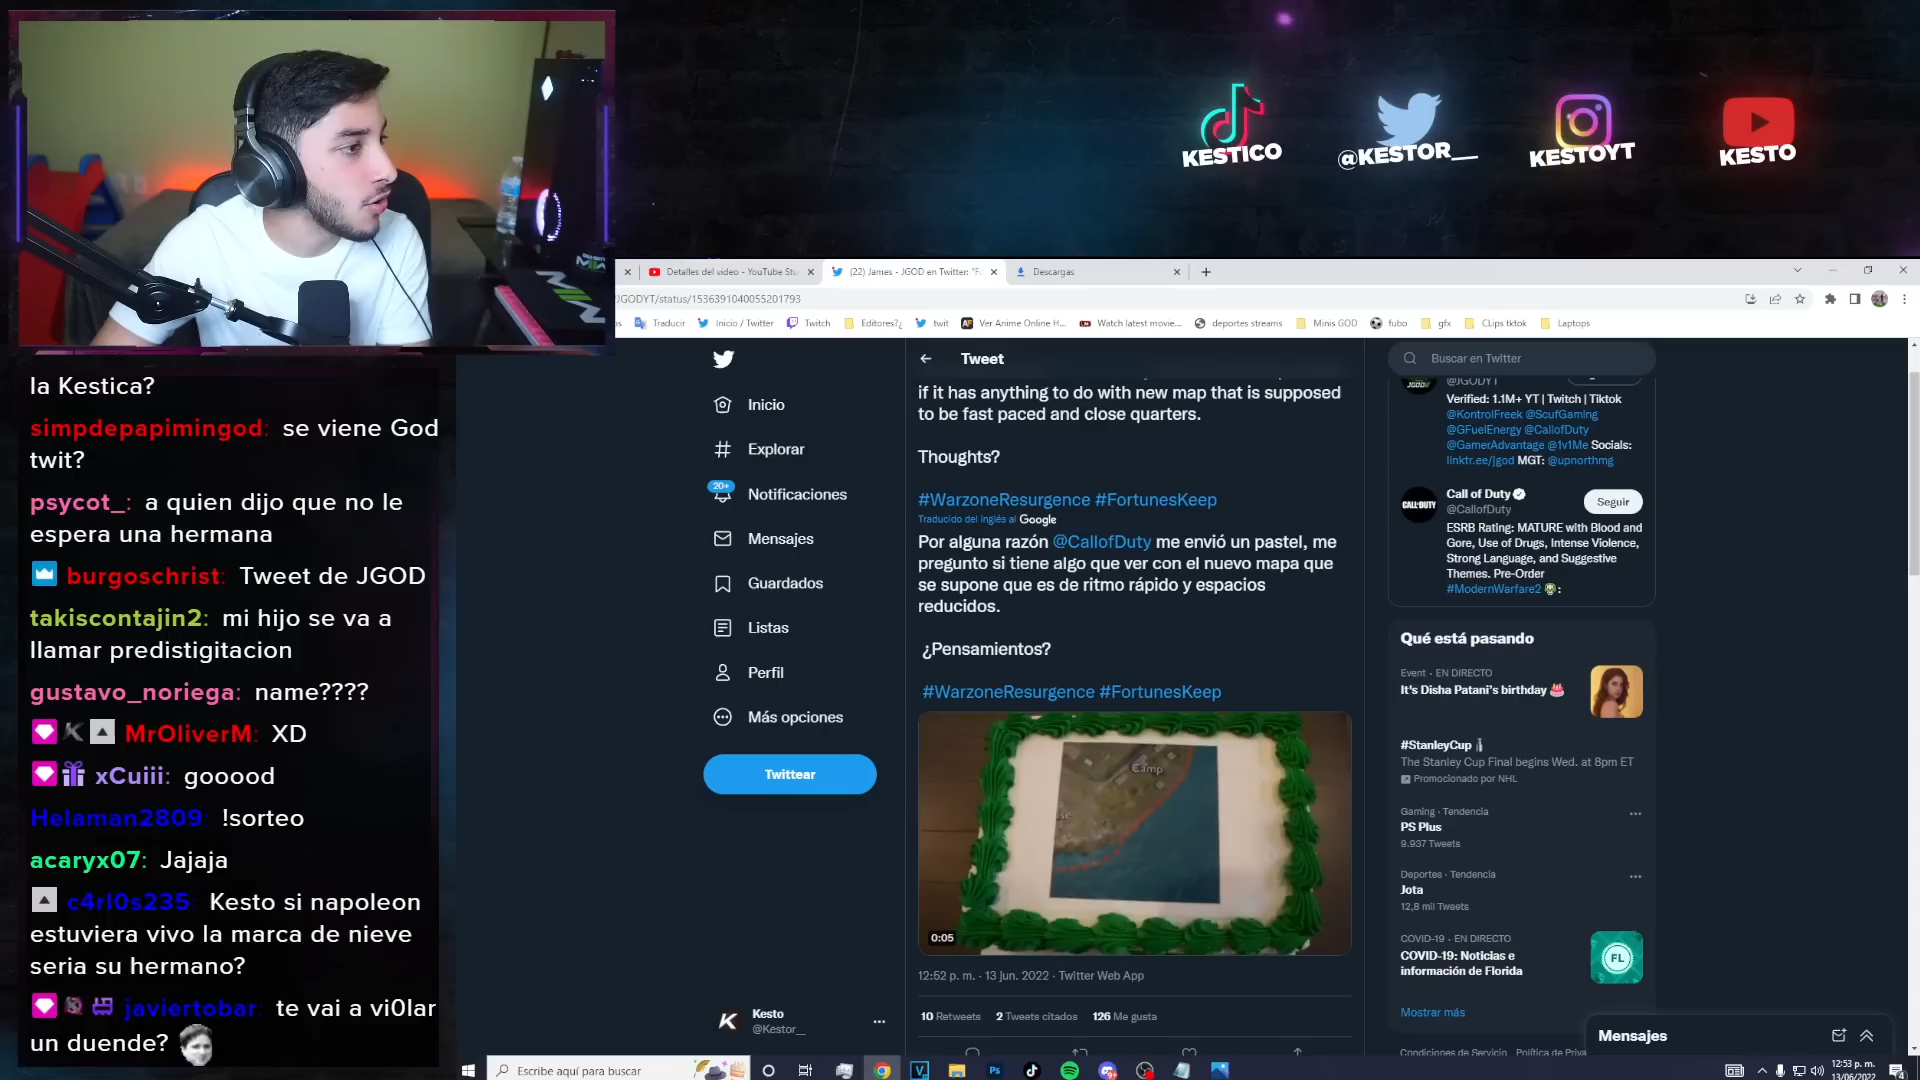 KESTICO
@KESTOR__
KESTOYT
KESTO
Detalles del video - YouTube Stu
(22) James - JGOD en Twitter: "F
Descargas
/JGODYT/status/1536391040055201793
Traducir
Inicio / Twitter
Twitch
Editores?¿
twit
Ver Anime Online H...
Watch latest movie...
deportes streams
Minis GOD
fubo
gfx
CLips tktok
Laptops
la Kestica?
simpdepapimingod: se viene God
twit?
psycot_: a quien dijo que no le
espera una hermana
burgoschrist: Tweet de JGOD
takiscontajin2: mi hijo se va a
llamar predistigitacion
gustavo_noriega: name????
MrOliverM: XD
xCuiii: gooood
Helaman2809: !sorteo
acaryx07: Jajaja
c4rl0s235: Kesto si napoleon
estuviera vivo la marca de nieve
seria su hermano?
javiertobar: te vai a vi0lar
un duende?
Inicio
Explorar
20+
Notificaciones
Mensajes
Guardados
Listas
Perfil
Más opciones
Twittear
Kesto
@Kestor__
Tweet
if it has anything to do with new map that is supposed
to be fast paced and close quarters.
Thoughts?
#WarzoneResurgence #FortunesKeep
Traducido del inglés al Google
Por alguna razón @CallofDuty me envió un pastel, me
pregunto si tiene algo que ver con el nuevo mapa que
se supone que es de ritmo rápido y espacios
reducidos.
¿Pensamientos?
#WarzoneResurgence #FortunesKeep
Camp
use
0:05
12:52 p. m. · 13 jun. 2022 · Twitter Web App
10 Retweets 2 Tweets citados 126 Me gusta
Buscar en Twitter
@JGODYT
Verified: 1.1M+ YT | Twitch | Tiktok
@KontrolFreek @ScufGaming
@GFuelEnergy @CallofDuty
@GamerAdvantage @1v1Me Socials:
linktr.ee/jgod MGT: @upnorthmg
CALL·DUTY
Call of Duty
@CallofDuty
Seguir
ESRB Rating: MATURE with Blood and
Gore, Use of Drugs, Intense Violence,
Strong Language, and Suggestive
Themes. Pre-Order
#ModernWarfare2 :
Qué está pasando
Event · EN DIRECTO
It's Disha Patani's birthday
#StanleyCup
The Stanley Cup Final begins Wed. at 8pm ET
Promocionado por NHL
Gaming · Tendencia
PS Plus
9.937 Tweets
Deportes · Tendencia
Jota
12,8 mil Tweets
COVID-19 · EN DIRECTO
COVID-19: Noticias e
información de Florida
FL
Mostrar más
Condiciones de Servicio Política de Priva
Mensajes
Escribe aquí para buscar
12:53 p. m.
13/06/2022